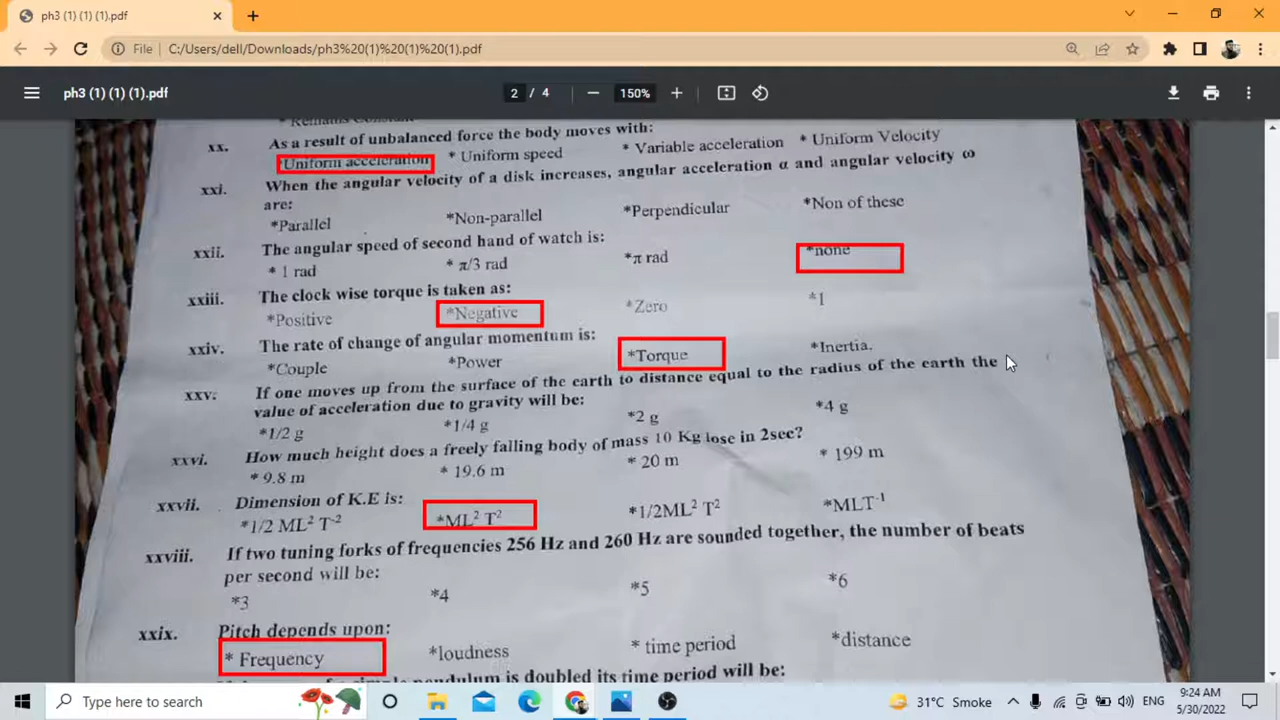 ph3 (1) (1) (1).pdf
File C:/Users/dell/Downloads/ph3%20(1)%20(1)%20(1).pdf
ph3 (1) (1) (1).pdf 2 / 4 150%
* Remains Constant
xx. As a result of unbalanced force the body moves with:
*Uniform acceleration * Uniform speed * Variable acceleration * Uniform Velocity
xxi. When the angular velocity of a disk increases, angular acceleration α and angular velocity ω
are:
*Parallel *Non-parallel *Perpendicular *Non of these
xxii. The angular speed of second hand of watch is:
* 1 rad * π/3 rad *π rad *none
xxiii. The clock wise torque is taken as:
*Positive *Negative *Zero *1
xxiv. The rate of change of angular momentum is:
*Couple *Power *Torque *Inertia.
xxv. If one moves up from the surface of the earth to distance equal to the radius of the earth the
value of acceleration due to gravity will be:
*1/2 g *1/4 g *2 g *4 g
xxvi. How much height does a freely falling body of mass 10 Kg lose in 2sec?
* 9.8 m * 19.6 m * 20 m * 199 m
xxvii. Dimension of K.E is:
*1/2 ML² T⁻² *ML² T² *1/2ML² T² *MLT⁻¹
xxviii. If two tuning forks of frequencies 256 Hz and 260 Hz are sounded together, the number of beats
per second will be:
*3 *4 *5 *6
xxix. Pitch depends upon:
* Frequency *loudness * time period *distance
pendulum is doubled its time period will be:
Type here to search 31°C Smoke ENG 9:24 AM
5/30/2022